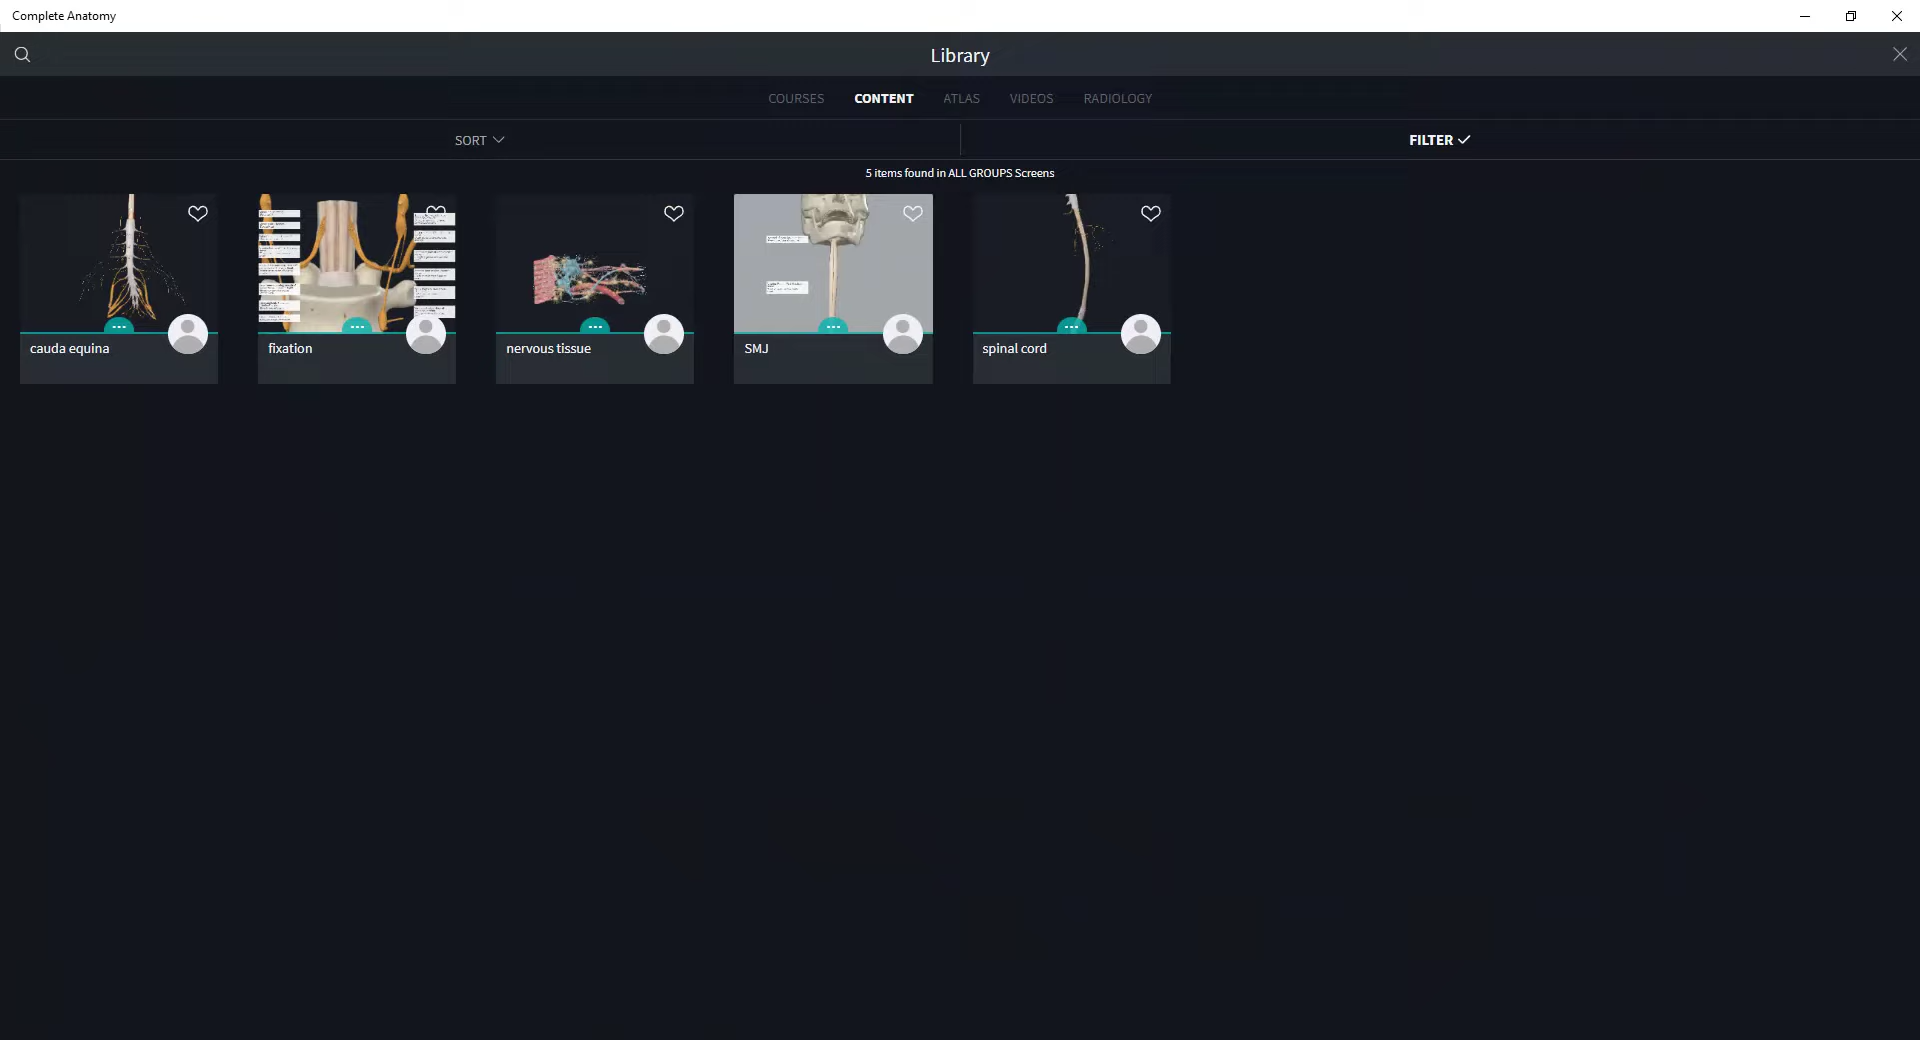 Complete Anatomy
Library
COURSES CONTENT ATLAS VIDEOS RADIOLOGY
SORT
FILTER
5 items found in ALL GROUPS Screens
cauda equina
fixation
nervous tissue
SMJ
spinal cord